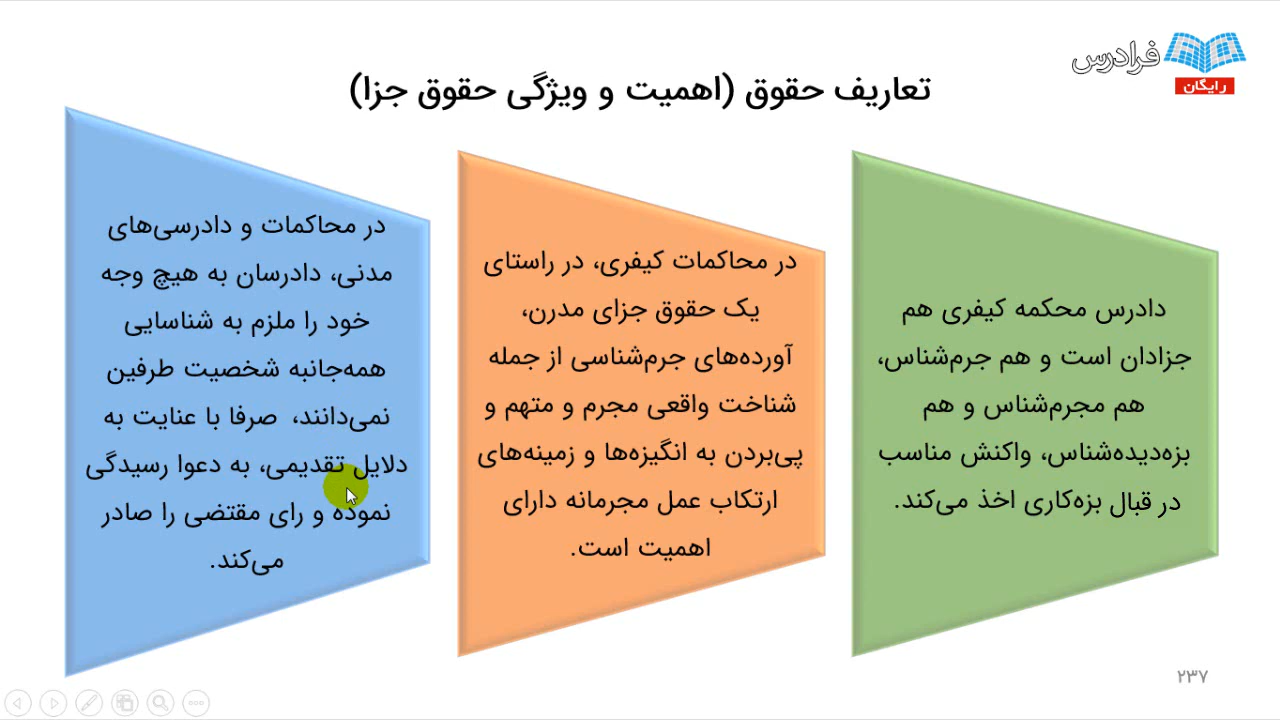 فرادرس
رایگان
تعاریف حقوق (اهمیت و ویژگی حقوق جزا)
دادرس محکمه کیفری هم
جزادان است و هم جرم‌شناس،
هم مجرم‌شناس و هم
بزه‌دیده‌شناس، واکنش مناسب
در قبال بزه‌کاری اخذ می‌کند.
در محاکمات کیفری، در راستای
یک حقوق جزای مدرن،
آورده‌های جرم‌شناسی از جمله
شناخت واقعی مجرم و متهم و
پی‌بردن به انگیزه‌ها و زمینه‌های
ارتکاب عمل مجرمانه دارای
اهمیت است.
در محاکمات و دادرسی‌های
مدنی، دادرسان به هیچ وجه
خود را ملزم به شناسایی
همه‌جانبه شخصیت طرفین
نمی‌دانند، صرفا با عنایت به
دلایل تقدیمی، به دعوا رسیدگی
نموده و رای مقتضی را صادر
می‌کند.
۲۳۷